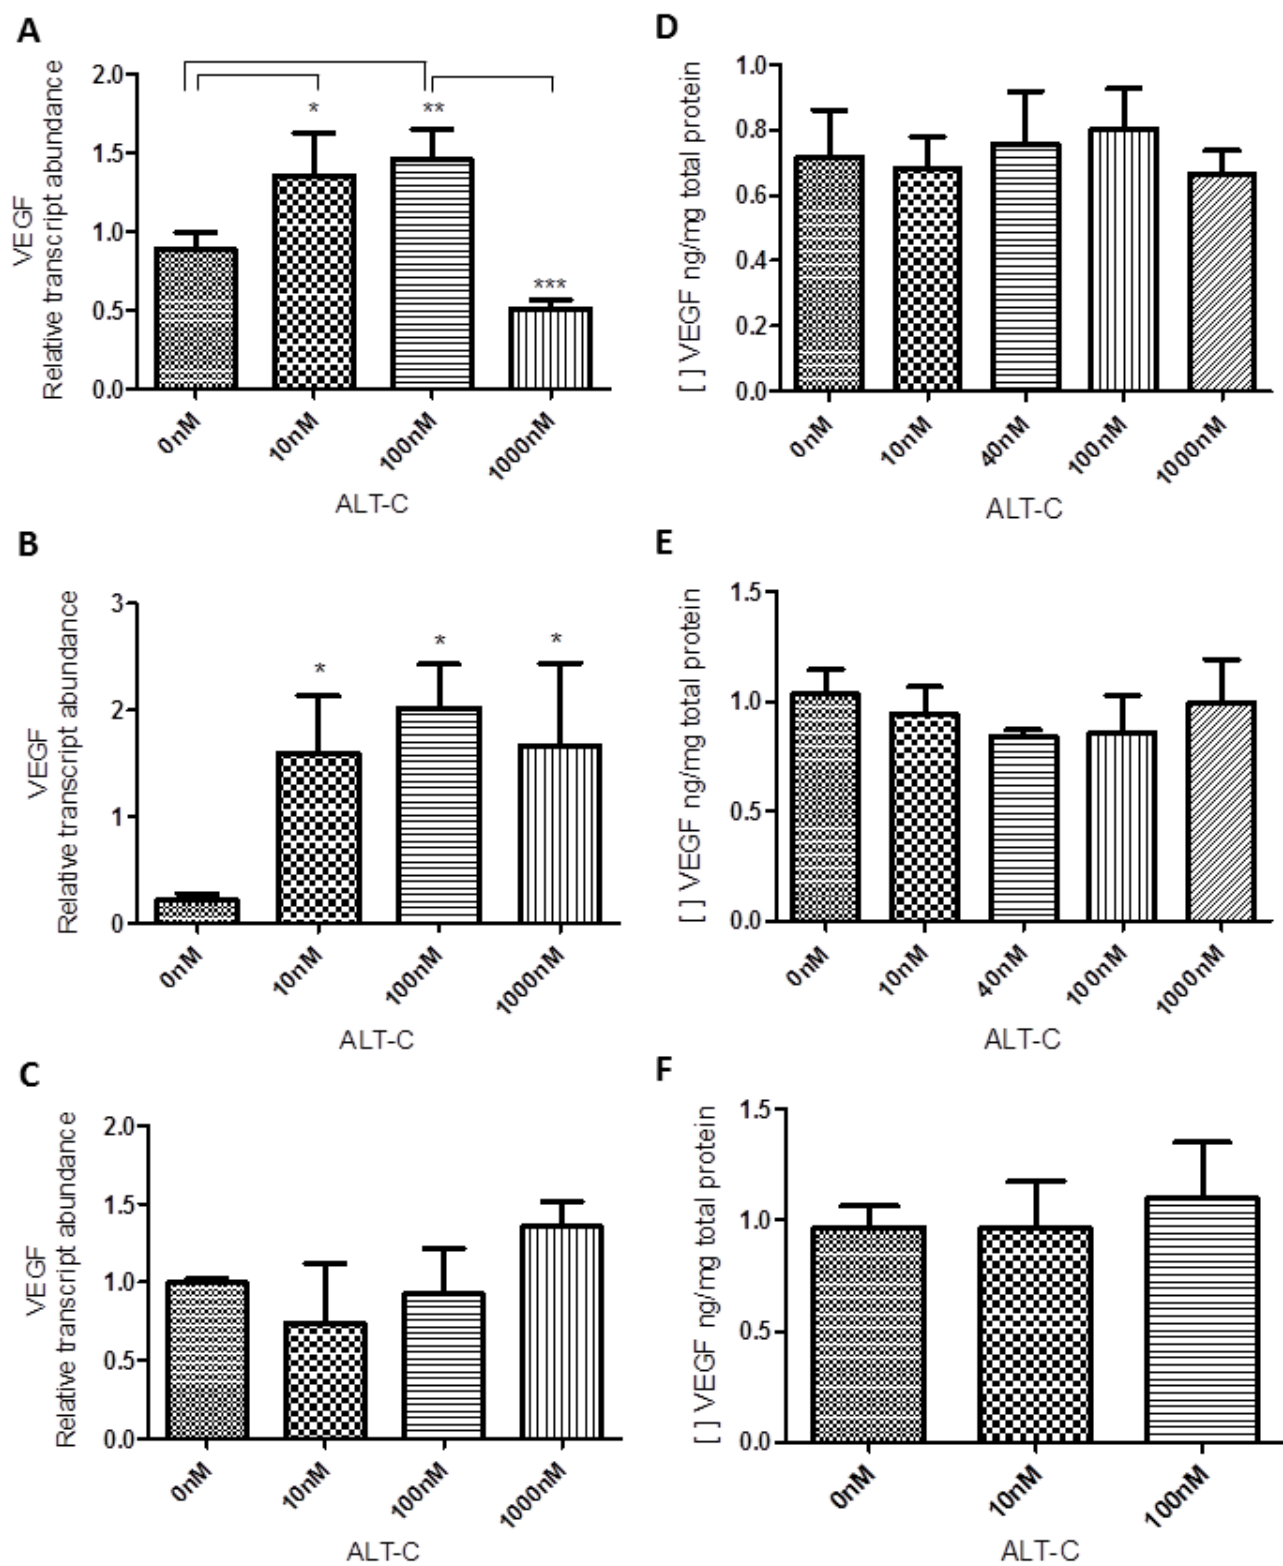 A
VEGF
Relative transcript abundance
2.0
1.5
1.0
0.5
0.0
*
**
***
0nM
10nM
100nM
1000nM
ALT-C
D
[ ] VEGF ng/mg total protein
1.0
0.8
0.6
0.4
0.2
0.0
0nM
10nM
40nM
100nM
1000nM
ALT-C
B
VEGF
Relative transcript abundance
3
2
1
0
*
*
*
0nM
10nM
100nM
1000nM
ALT-C
E
[ ] VEGF ng/mg total protein
1.5
1.0
0.5
0.0
0nM
10nM
40nM
100nM
1000nM
ALT-C
C
VEGF
Relative transcript abundance
2.0
1.5
1.0
0.5
0.0
0nM
10nM
100nM
1000nM
ALT-C
F
[ ] VEGF ng/mg total protein
1.5
1.0
0.5
0.0
0nM
10nM
100nM
ALT-C